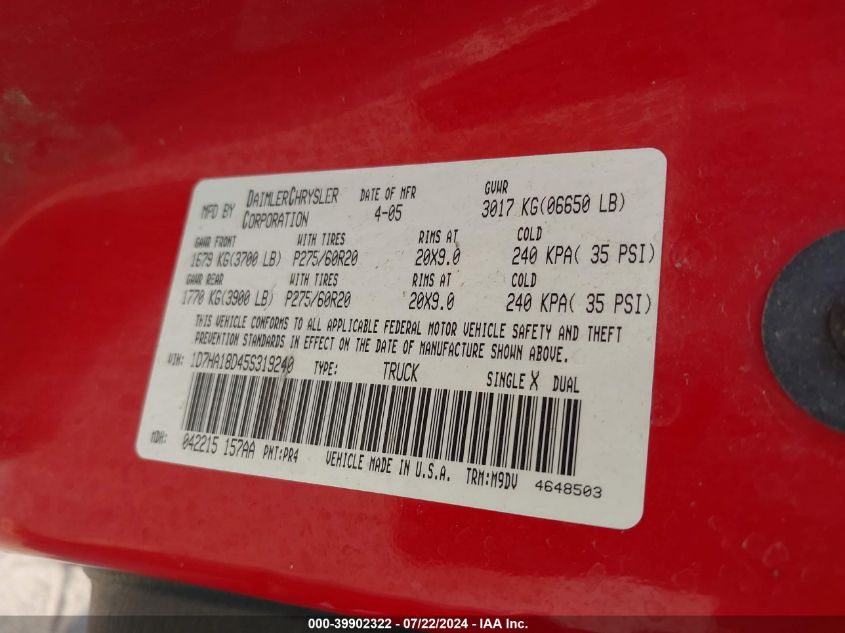 MFD BY DAIMLERCHRYSLER CORPORATION DATE OF MFR 4-05 GVWR 3017 KG(06650 LB)
GAWR FRONT WITH TIRES RIMS AT COLD
1679 KG(3700 LB) P275/60R20 20X9.0 240 KPA( 35 PSI)
GAWR REAR WITH TIRES RIMS AT COLD
1770 KG(3900 LB) P275/60R20 20X9.0 240 KPA( 35 PSI)
THIS VEHICLE CONFORMS TO ALL APPLICABLE FEDERAL MOTOR VEHICLE SAFETY AND THEFT
PREVENTION STANDARDS IN EFFECT ON THE DATE OF MANUFACTURE SHOWN ABOVE.
VIN: 1D7HA18D45S319240 TYPE: TRUCK SINGLE X DUAL
MDH: 042215 157AA PNT:PR4 VEHICLE MADE IN U.S.A. TRM:M9DV 4648503
000-39902322 - 07/22/2024 - IAA Inc.